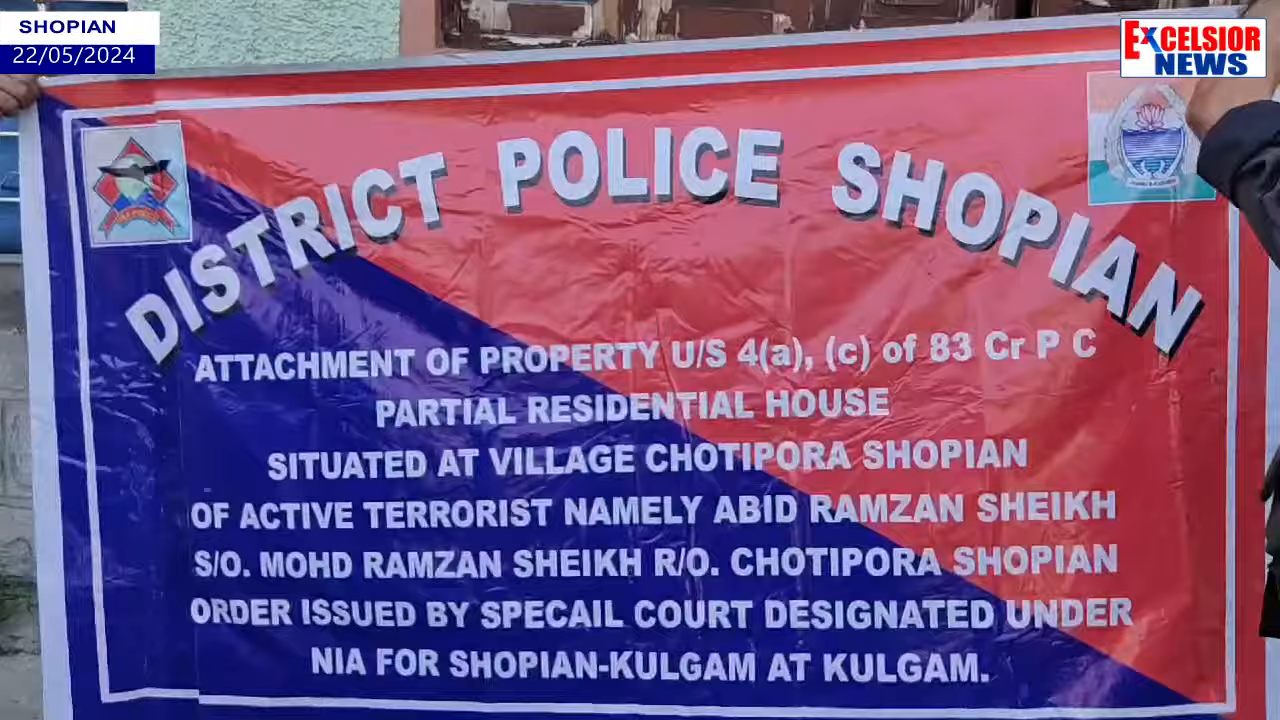 SHOPIAN
22/05/2024
EXCELSIOR
NEWS
DISTRICT POLICE SHOPIAN
ATTACHMENT OF PROPERTY U/S 4(a), (c) of 83 Cr P C
PARTIAL RESIDENTIAL HOUSE
SITUATED AT VILLAGE CHOTIPORA SHOPIAN
OF ACTIVE TERRORIST NAMELY ABID RAMZAN SHEIKH
S/O. MOHD RAMZAN SHEIKH R/O. CHOTIPORA SHOPIAN
ORDER ISSUED BY SPECAIL COURT DESIGNATED UNDER
NIA FOR SHOPIAN-KULGAM AT KULGAM.